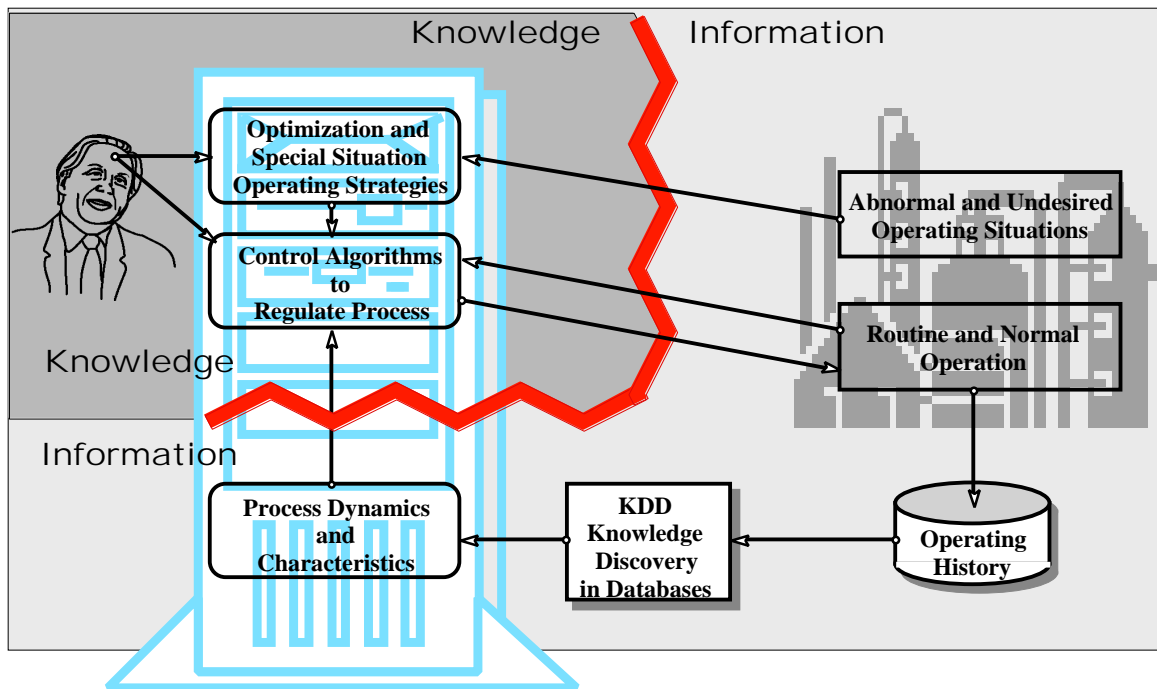 Knowledge
Information
Optimization and
Special Situation
Operating Strategies
Abnormal and Undesired
Operating Situations
Control Algorithms
to
Regulate Process
Routine and Normal
Operation
Knowledge
Information
Process Dynamics
and
Characteristics
KDD
Knowledge
Discovery
in Databases
Operating
History